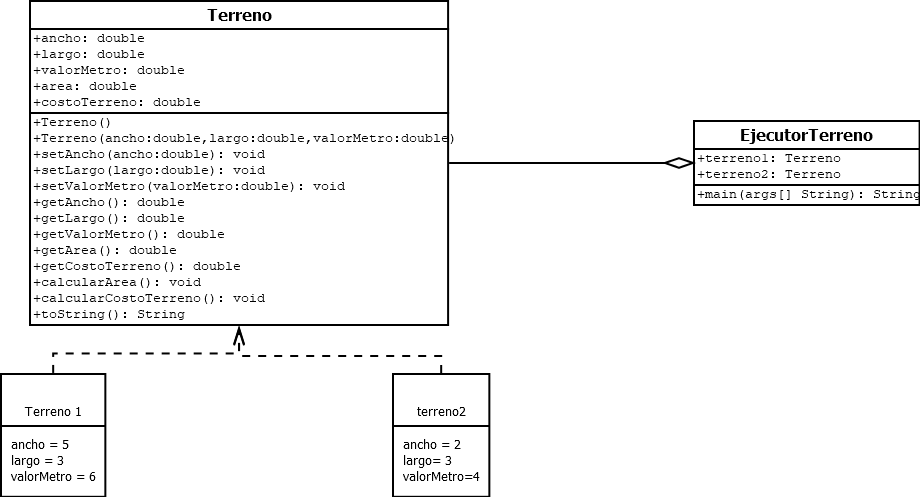 Terreno
+ancho: double
+largo: double
+valorMetro: double
+area: double
+costoTerreno: double
+Terreno()
+Terreno(ancho:double,largo:double,valorMetro:double)
+setAncho(ancho:double): void
+setLargo(largo:double): void
+setValorMetro(valorMetro:double): void
+getAncho(): double
+getLargo(): double
+getValorMetro(): double
+getArea(): double
+getCostoTerreno(): double
+calcularArea(): void
+calcularCostoTerreno(): void
+toString(): String
EjecutorTerreno
+terreno1: Terreno
+terreno2: Terreno
+main(args[] String): String
Terreno 1
ancho = 5
largo = 3
valorMetro = 6
terreno2
ancho = 2
largo= 3
valorMetro=4